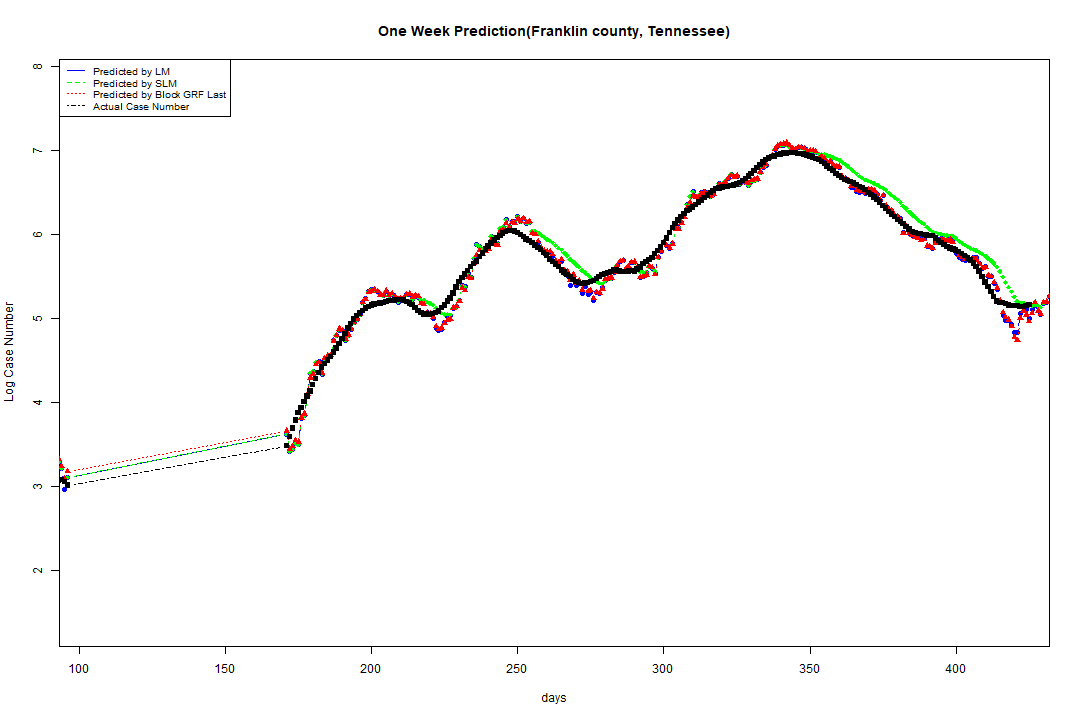 One Week Prediction(Franklin county, Tennessee)
Predicted by LM
Predicted by SLM
Predicted by Block GRF Last
Actual Case Number
8
7
6
5
4
3
2
Log Case Number
100 150 200 250 300 350 400
days